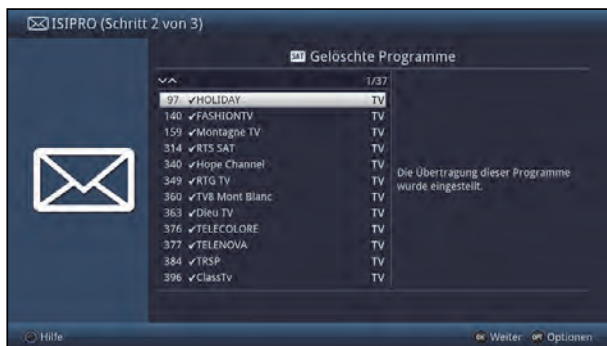 ISIPRO (Schritt 2 von 3)
SAT Gelöschte Programme
1/37
97 ✔HOLIDAY TV
140 ✔FASHIONTV TV
159 ✔Montagne TV TV
314 ✔RTS SAT TV
340 ✔Hope Channel TV
349 ✔RTG TV TV
360 ✔TV8 Mont Blanc TV
363 ✔Dieu TV TV
376 ✔TELECOLORE TV
377 ✔TELENOVA TV
384 ✔TRSP TV
396 ✔ClassTv TV
Die Übertragung dieser Programme
wurde eingestellt.
Hilfe
OK Weiter OPT Optionen